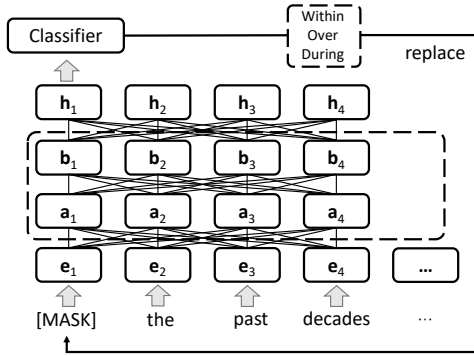 Classifier
Within
Over
During
replace
h1 h2 h3 h4
b1 b2 b3 b4
a1 a2 a3 a4
e1 e2 e3 e4 ...
[MASK] the past decades ...